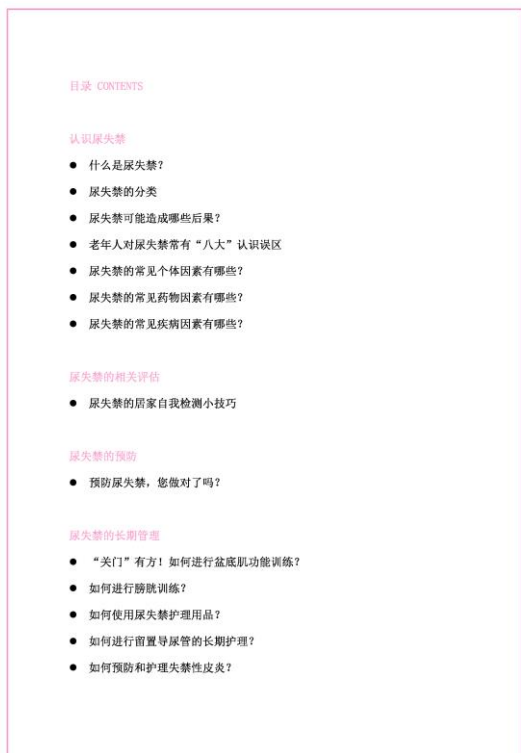 目录 CONTENTS
认识尿失禁
● 什么是尿失禁？
● 尿失禁的分类
● 尿失禁可能造成哪些后果？
● 老年人对尿失禁常有“八大”认识误区
● 尿失禁的常见个体因素有哪些？
● 尿失禁的常见药物因素有哪些？
● 尿失禁的常见疾病因素有哪些？
尿失禁的相关评估
● 尿失禁的居家自我检测小技巧
尿失禁的预防
● 预防尿失禁，您做对了吗？
尿失禁的长期管理
● “关门”有方！如何进行盆底肌功能训练？
● 如何进行膀胱训练？
● 如何使用尿失禁护理用品？
● 如何进行留置导尿管的长期护理？
● 如何预防和护理失禁性皮炎？